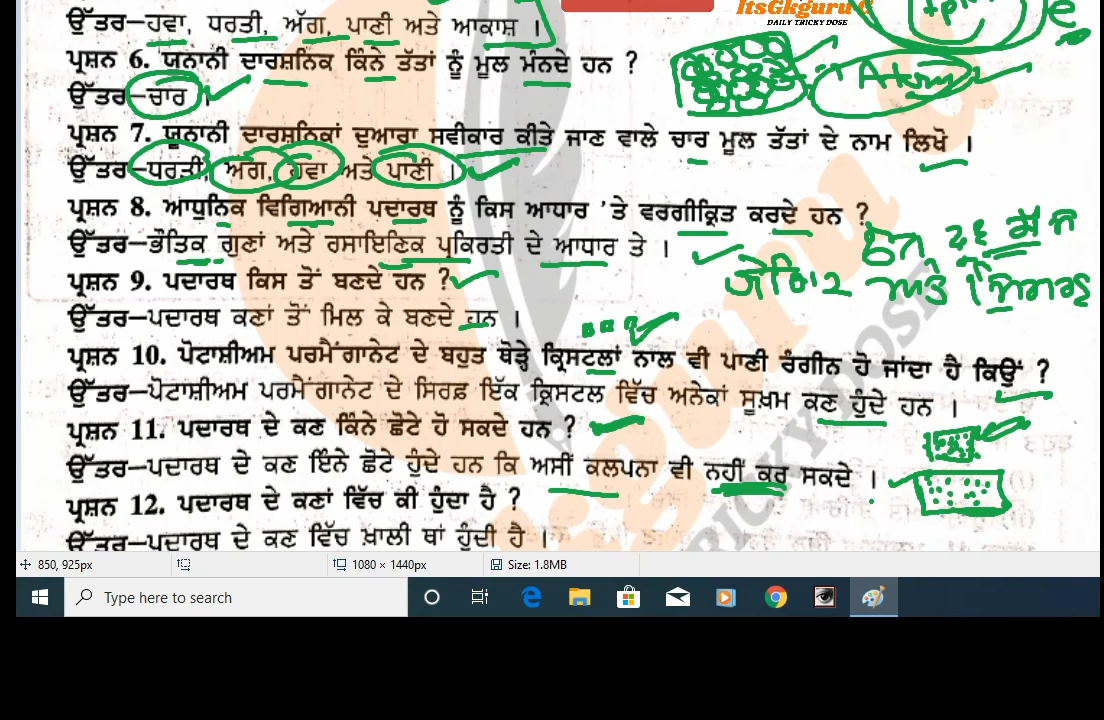 ItsGkguru
DAILY TRICKY DOSE
ਉੱਤਰ—ਹਵਾ, ਧਰਤੀ, ਅੱਗ, ਪਾਣੀ ਅਤੇ ਆਕਾਸ਼ ।
ਪ੍ਰਸ਼ਨ 6. ਯੂਨਾਨੀ ਦਾਰਸ਼ਨਿਕ ਕਿੰਨੇ ਤੱਤਾਂ ਨੂੰ ਮੂਲ ਮੰਨਦੇ ਹਨ ?
ਉੱਤਰ—ਚਾਰ ।
ਪ੍ਰਸ਼ਨ 7. ਯੂਨਾਨੀ ਦਾਰਸ਼ਨਿਕਾਂ ਦੁਆਰਾ ਸਵੀਕਾਰ ਕੀਤੇ ਜਾਣ ਵਾਲੇ ਚਾਰ ਮੂਲ ਤੱਤਾਂ ਦੇ ਨਾਮ ਲਿਖੋ ।
ਉੱਤਰ—ਧਰਤੀ, ਅੱਗ, ਹਵਾ ਅਤੇ ਪਾਣੀ ।
ਪ੍ਰਸ਼ਨ 8. ਆਧੁਨਿਕ ਵਿਗਿਆਨੀ ਪਦਾਰਥ ਨੂੰ ਕਿਸ ਆਧਾਰ 'ਤੇ ਵਰਗੀਕ੍ਰਿਤ ਕਰਦੇ ਹਨ ?
ਉੱਤਰ—ਭੌਤਿਕ ਗੁਣਾਂ ਅਤੇ ਰਸਾਇਣਿਕ ਪ੍ਰਕਿਰਤੀ ਦੇ ਆਧਾਰ ਤੇ ।
ਪ੍ਰਸ਼ਨ 9. ਪਦਾਰਥ ਕਿਸ ਤੋਂ ਬਣਦੇ ਹਨ ?
ਉੱਤਰ—ਪਦਾਰਥ ਕਣਾਂ ਤੋਂ ਮਿਲ ਕੇ ਬਣਦੇ ਹਨ ।
ਪ੍ਰਸ਼ਨ 10. ਪੋਟਾਸ਼ੀਅਮ ਪਰਮੈਂਗਾਨੇਟ ਦੇ ਬਹੁਤ ਥੋੜ੍ਹੇ ਕ੍ਰਿਸਟਲਾਂ ਨਾਲ ਵੀ ਪਾਣੀ ਰੰਗੀਨ ਹੋ ਜਾਂਦਾ ਹੈ ਕਿਉਂ ?
ਉੱਤਰ—ਪੋਟਾਸ਼ੀਅਮ ਪਰਮੈਂਗਾਨੇਟ ਦੇ ਸਿਰਫ਼ ਇੱਕ ਕ੍ਰਿਸਟਲ ਵਿੱਚ ਅਨੇਕਾਂ ਸੂਖ਼ਮ ਕਣ ਹੁੰਦੇ ਹਨ ।
ਪ੍ਰਸ਼ਨ 11. ਪਦਾਰਥ ਦੇ ਕਣ ਕਿੰਨੇ ਛੋਟੇ ਹੋ ਸਕਦੇ ਹਨ ?
ਉੱਤਰ—ਪਦਾਰਥ ਦੇ ਕਣ ਇੰਨੇ ਛੋਟੇ ਹੁੰਦੇ ਹਨ ਕਿ ਅਸੀਂ ਕਲਪਨਾ ਵੀ ਨਹੀਂ ਕਰ ਸਕਦੇ ।
ਪ੍ਰਸ਼ਨ 12. ਪਦਾਰਥ ਦੇ ਕਣਾਂ ਵਿੱਚ ਕੀ ਹੁੰਦਾ ਹੈ ?
ਉੱਤਰ—ਪਦਾਰਥ ਦੇ ਕਣ ਵਿੱਚ ਖ਼ਾਲੀ ਥਾਂ ਹੁੰਦੀ ਹੈ ।
850, 925px 1080 × 1440px Size: 1.8MB
Type here to search